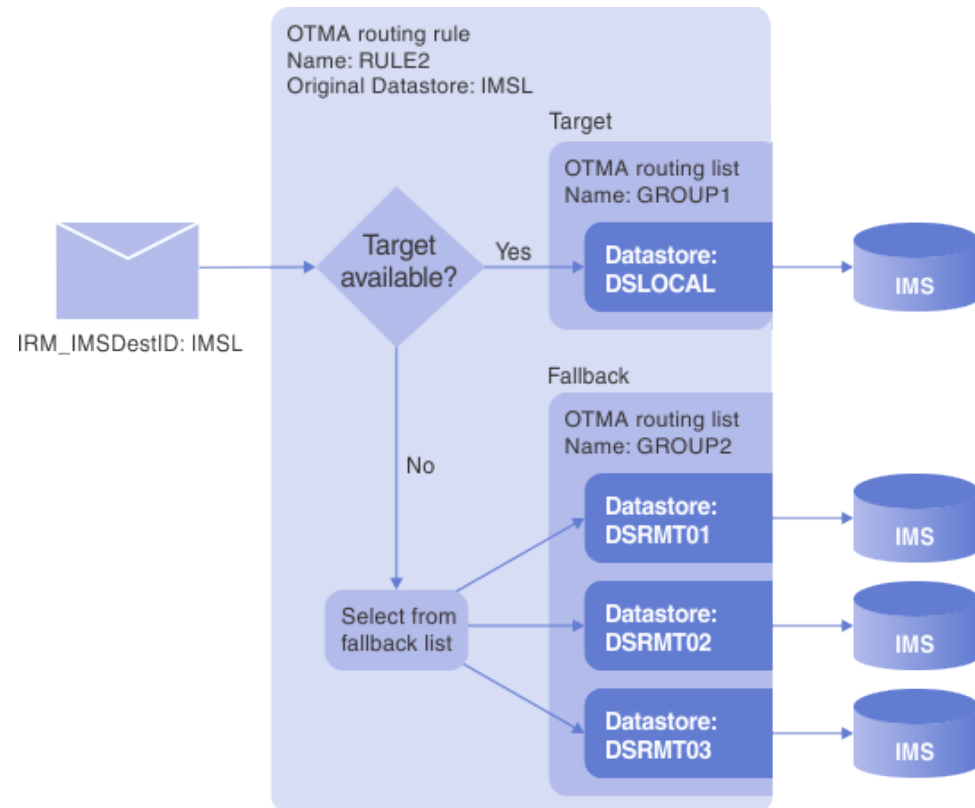 OTMA routing rule
Name: RULE2
Original Datastore: IMSL
Target
OTMA routing list
Name: GROUP1
Target
available?
Yes
Datastore:
DSLOCAL
IMS
IRM_IMSDestID: IMSL
Fallback
OTMA routing list
Name: GROUP2
No
Datastore:
DSRMT01
IMS
Select from
fallback list
Datastore:
DSRMT02
IMS
Datastore:
DSRMT03
IMS